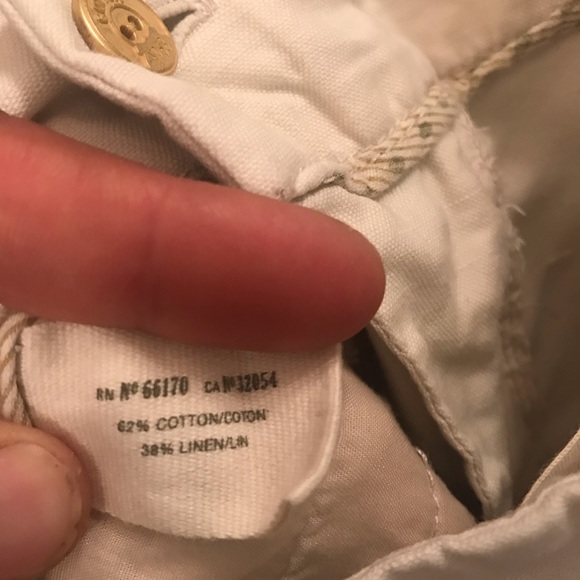 RN Nº 66170 CA Nº 32054
62% COTTON/COTON
38% LINEN/LIN